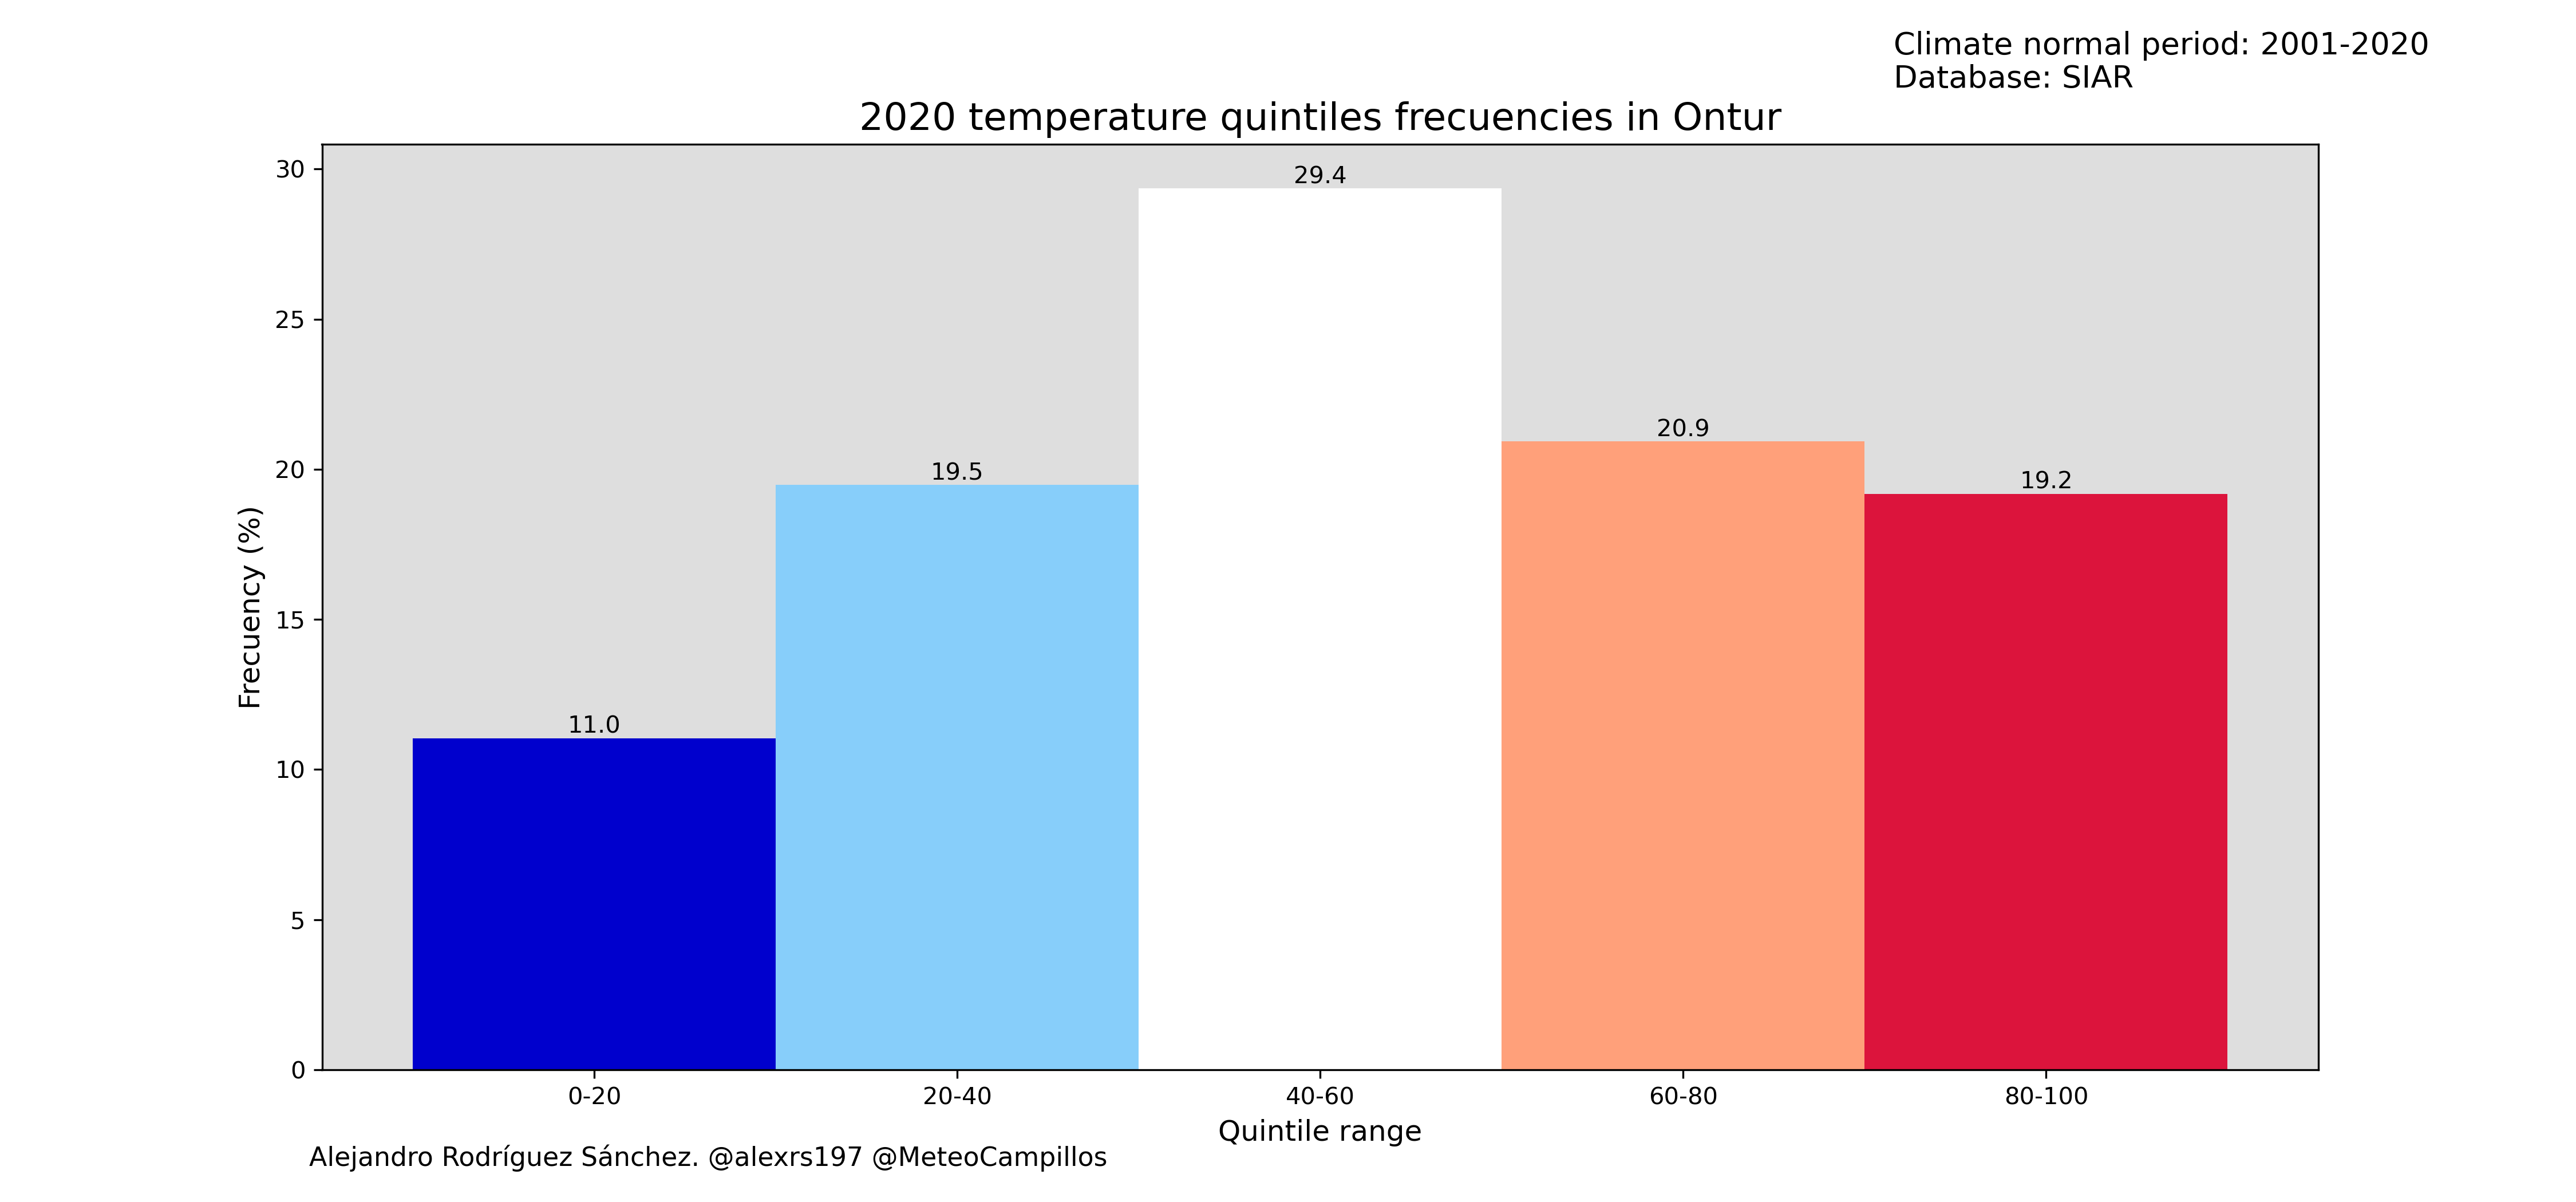 Climate normal period: 2001-2020
Database: SIAR
2020 temperature quintiles frecuencies in Ontur
Frecuency (%)
30
25
20
15
10
5
0
11.0
19.5
29.4
20.9
19.2
0-20
20-40
40-60
60-80
80-100
Quintile range
Alejandro Rodríguez Sánchez. @alexrs197 @MeteoCampillos